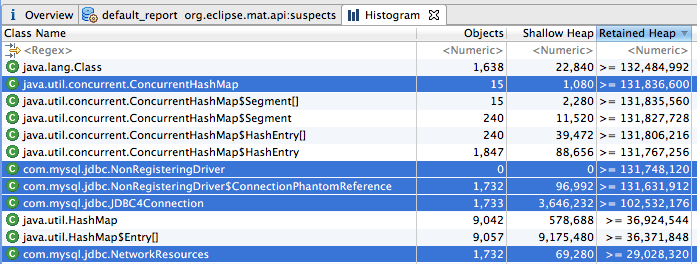 i Overview default_report org.eclipse.mat.api:suspects Histogram
Class Name Objects Shallow Heap Retained Heap
<Regex> <Numeric> <Numeric> <Numeric>
java.lang.Class 1,638 22,840 >= 132,484,992
java.util.concurrent.ConcurrentHashMap 15 1,080 >= 131,836,600
java.util.concurrent.ConcurrentHashMap$Segment[] 15 2,280 >= 131,835,560
java.util.concurrent.ConcurrentHashMap$Segment 240 11,520 >= 131,827,728
java.util.concurrent.ConcurrentHashMap$HashEntry[] 240 39,472 >= 131,806,216
java.util.concurrent.ConcurrentHashMap$HashEntry 1,847 88,656 >= 131,767,256
com.mysql.jdbc.NonRegisteringDriver 0 0 >= 131,748,120
com.mysql.jdbc.NonRegisteringDriver$ConnectionPhantomReference 1,732 96,992 >= 131,631,912
com.mysql.jdbc.JDBC4Connection 1,733 3,646,232 >= 102,532,176
java.util.HashMap 9,042 578,688 >= 36,924,544
java.util.HashMap$Entry[] 9,057 9,175,480 >= 36,371,848
com.mysql.jdbc.NetworkResources 1,732 69,280 >= 29,028,320